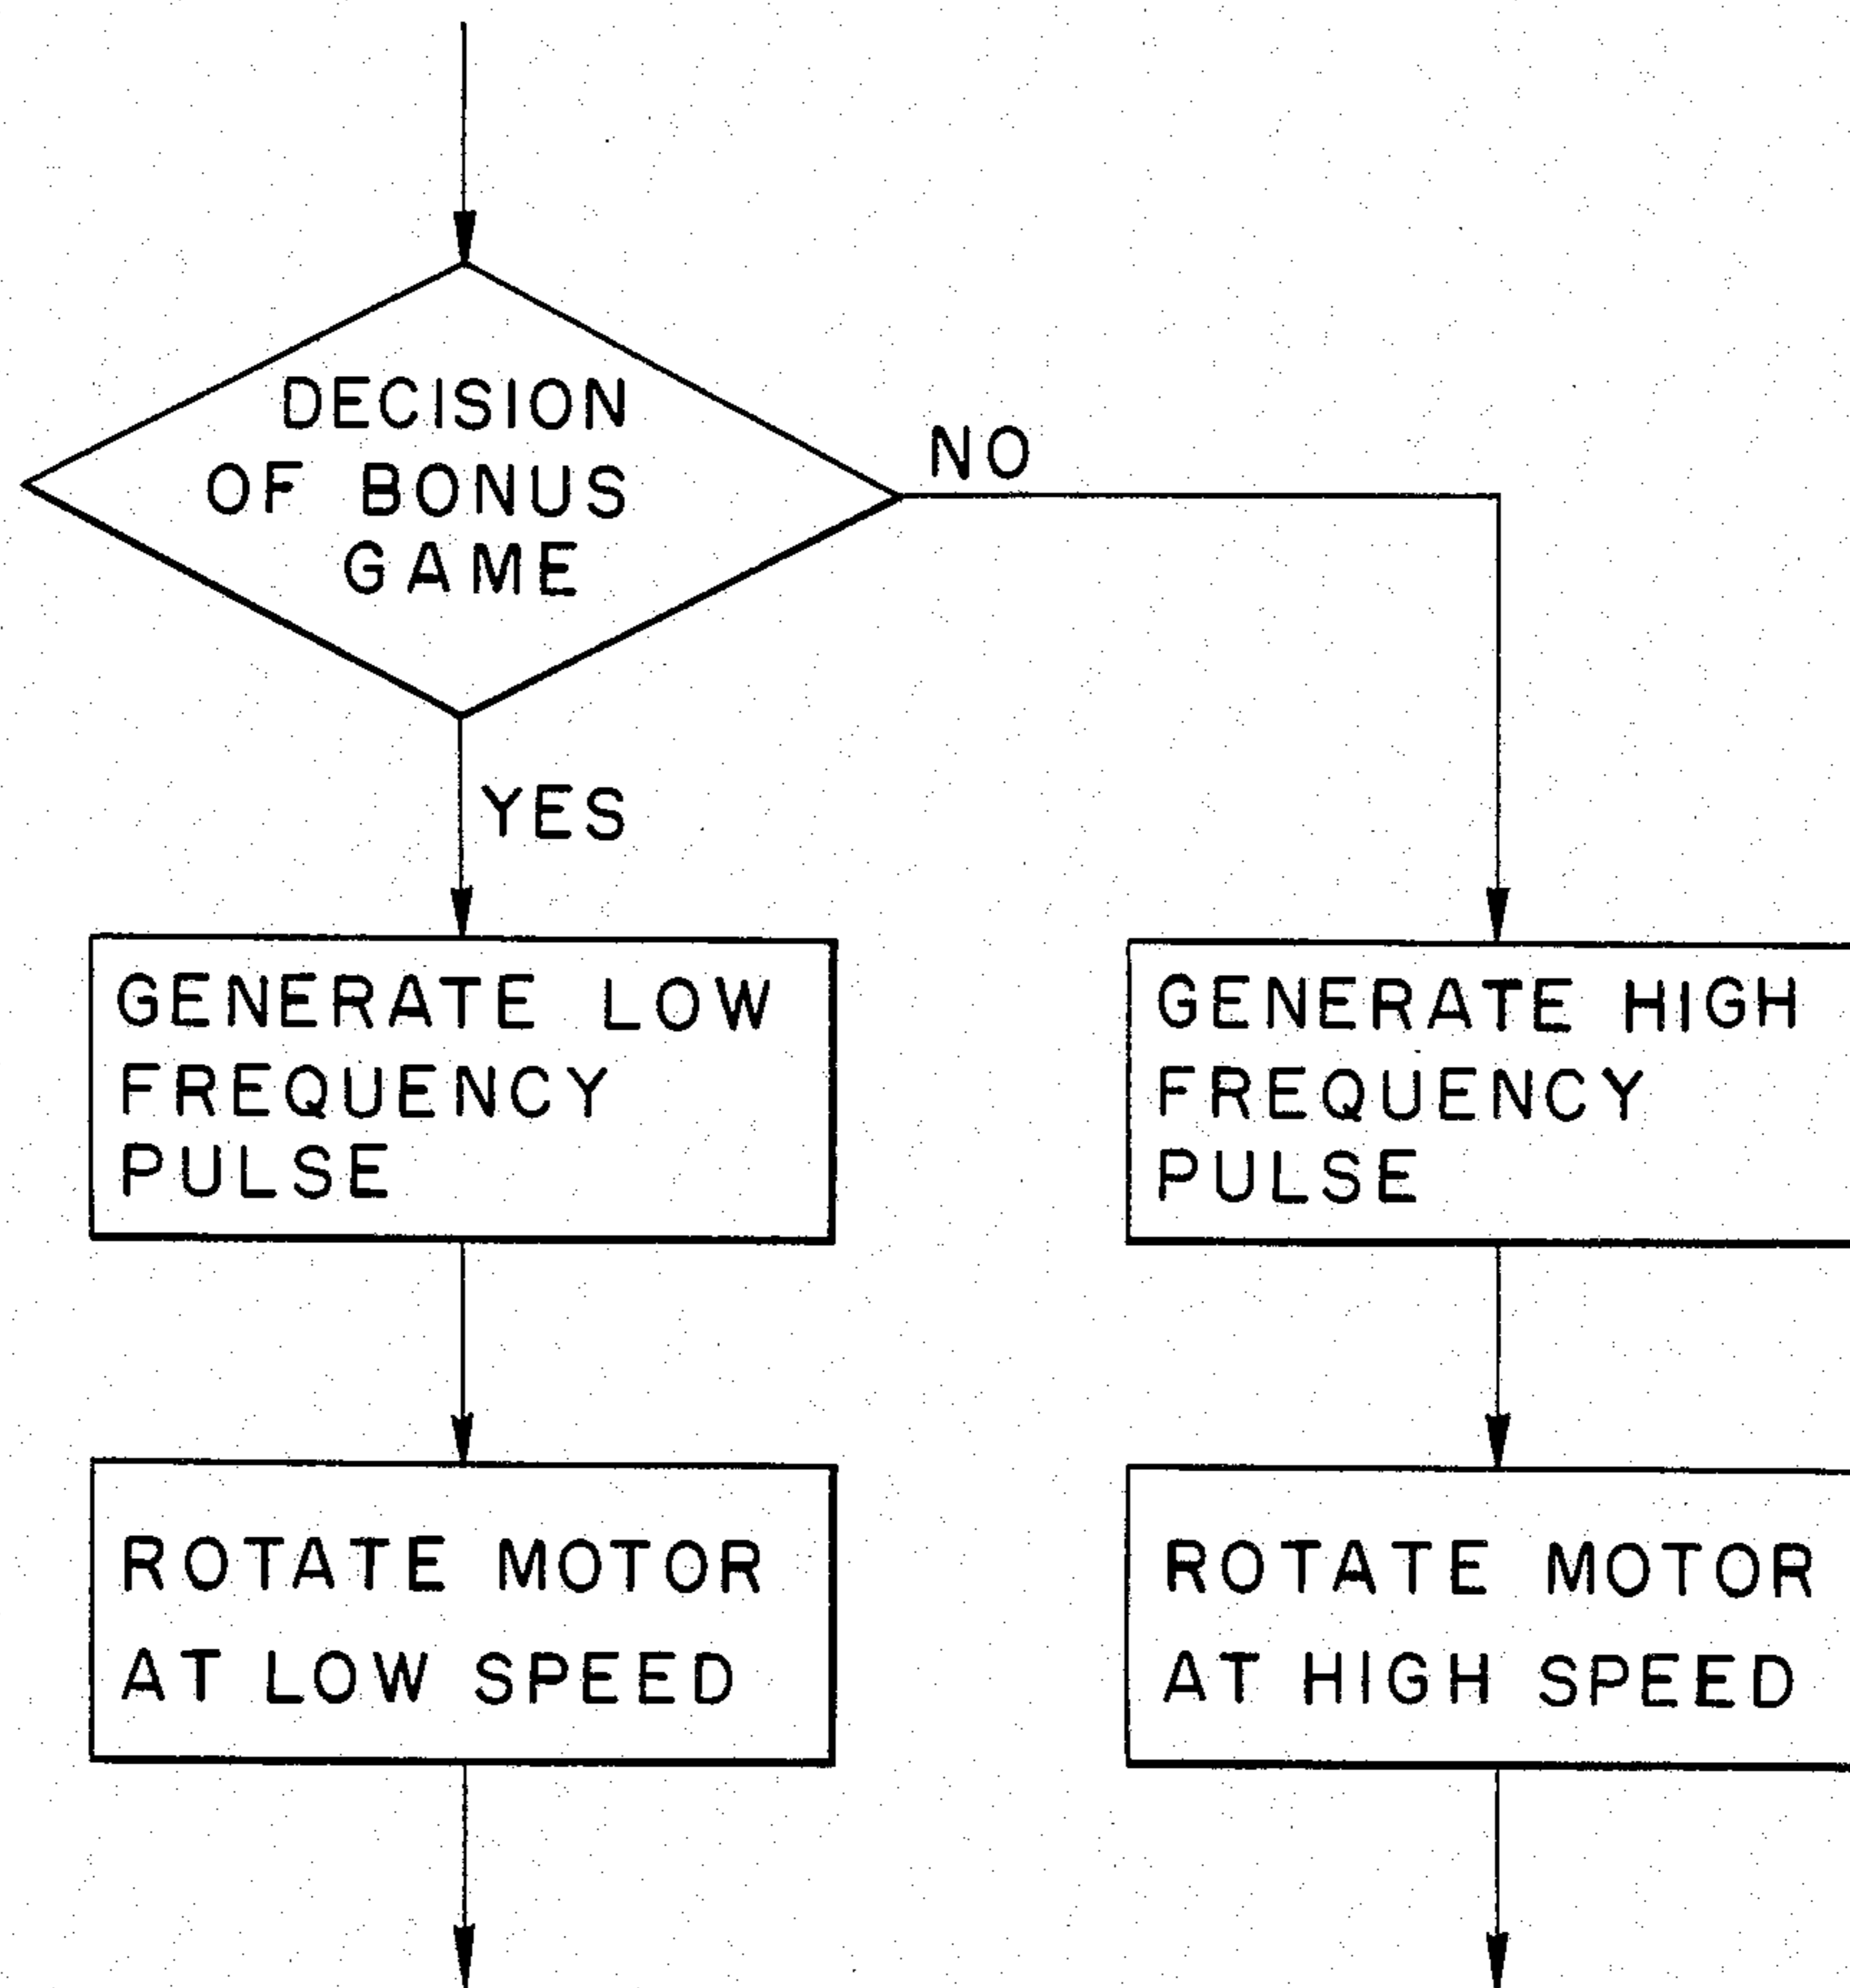 DECISION
OF BONUS
GAME
NO
YES
GENERATE LOW
FREQUENCY
PULSE
GENERATE HIGH
FREQUENCY
PULSE
ROTATE MOTOR
AT LOW SPEED
ROTATE MOTOR
AT HIGH SPEED